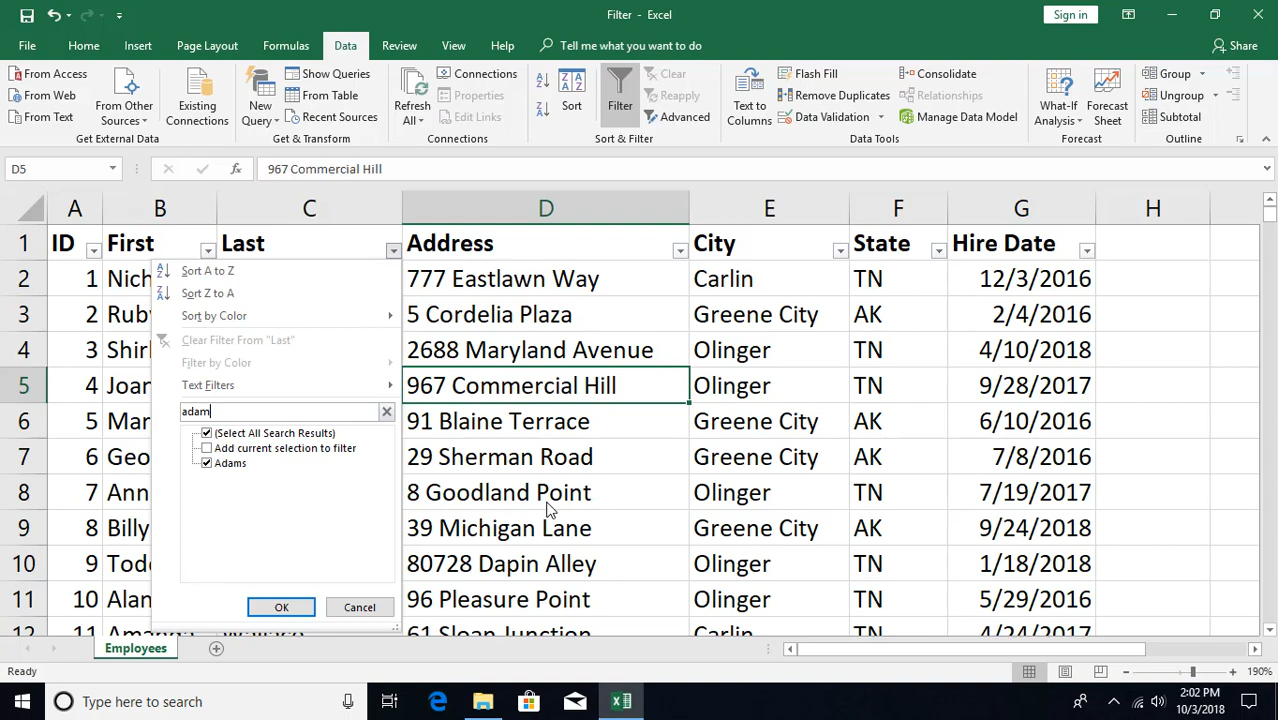 Filter - Excel
Sign in
File Home Insert Page Layout Formulas Data Review View Help Tell me what you want to do Share
From Access
From Web
From Text
From Other Sources
Existing Connections
Get External Data
New Query
Show Queries
From Table
Recent Sources
Get & Transform
Refresh All
Connections
Properties
Edit Links
Connections
Sort
Filter
Clear
Reapply
Advanced
Sort & Filter
Text to Columns
Flash Fill
Remove Duplicates
Data Validation
Consolidate
Relationships
Manage Data Model
Data Tools
What-If Analysis
Forecast Sheet
Forecast
Group
Ungroup
Subtotal
Outline
D5 fx 967 Commercial Hill
A B C D E F G H
1 ID First Last Address City State Hire Date
2 1 Nich 777 Eastlawn Way Carlin TN 12/3/2016
3 2 Ruby 5 Cordelia Plaza Greene City AK 2/4/2016
4 3 Shirl 2688 Maryland Avenue Olinger TN 4/10/2018
5 4 Joan 967 Commercial Hill Olinger TN 9/28/2017
6 5 Mar 91 Blaine Terrace Greene City AK 6/10/2016
7 6 Geo 29 Sherman Road Greene City AK 7/8/2016
8 7 Ann 8 Goodland Point Olinger TN 7/19/2017
9 8 Billy 39 Michigan Lane Greene City AK 9/24/2018
10 9 Todd 80728 Dapin Alley Olinger TN 1/18/2018
11 10 Alan 96 Pleasure Point Olinger TN 5/29/2016
12 11 Amanda Wallace 61 Sloan Junction Carlin TN 4/24/2017
Sort A to Z
Sort Z to A
Sort by Color
Clear Filter From "Last"
Filter by Color
Text Filters
adam
(Select All Search Results)
Add current selection to filter
Adams
OK Cancel
Employees
Ready 190%
Type here to search
2:02 PM
10/3/2018